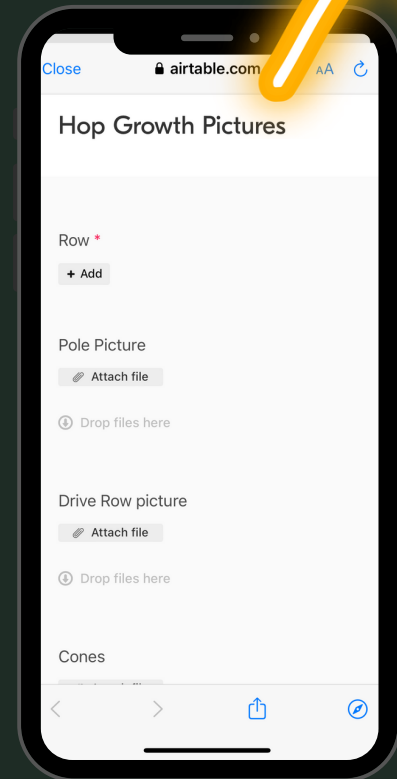 Close airtable.com AA
Hop Growth Pictures
Row *
+ Add
Pole Picture
Attach file
Drop files here
Drive Row picture
Attach file
Drop files here
Cones